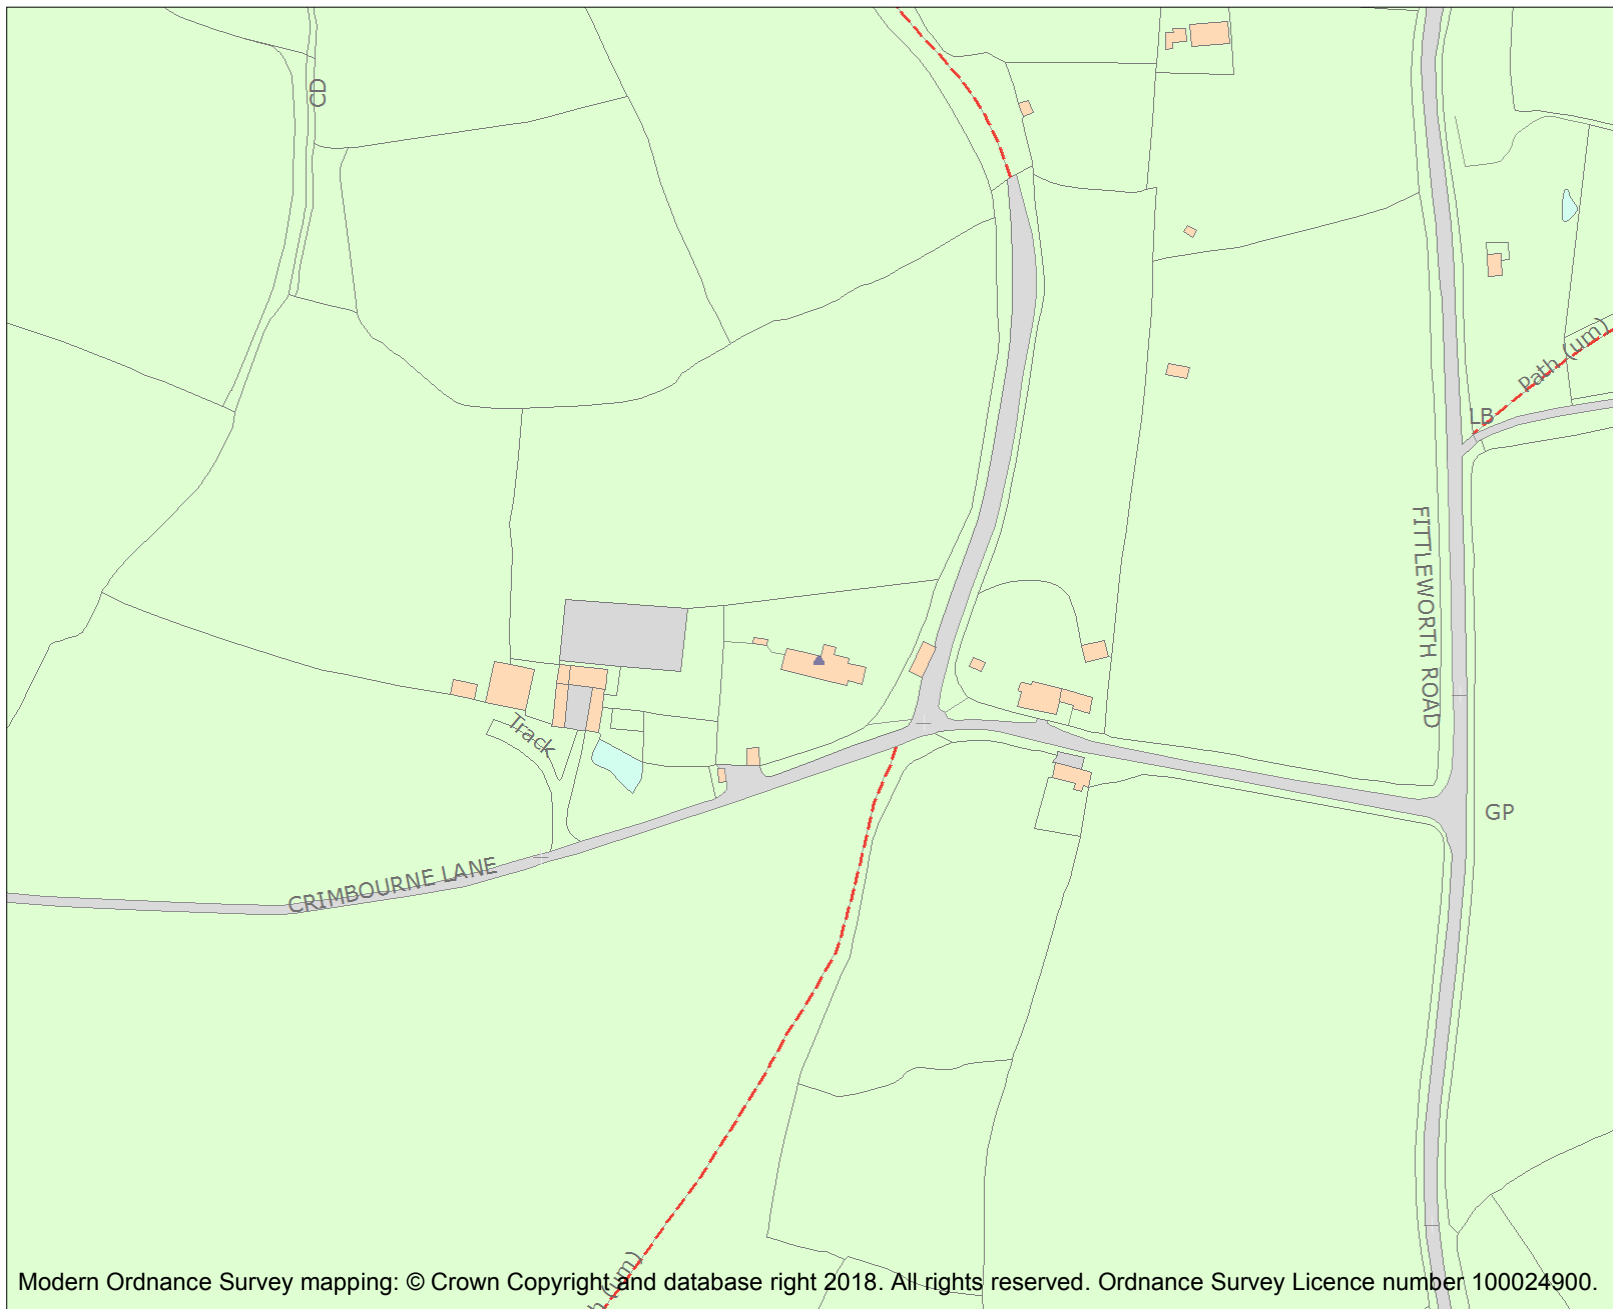 CD
Path (um)
LB
FITTLEWORTH ROAD
Track
GP
CRIMBOURNE LANE
h (um)
Modern Ordnance Survey mapping: © Crown Copyright and database right 2018. All rights reserved. Ordnance Survey Licence number 100024900.